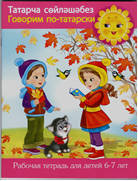 Татарча сөйләшәбез
Говорим по-татарски
Рабочая тетрадь для детей 6-7 лет